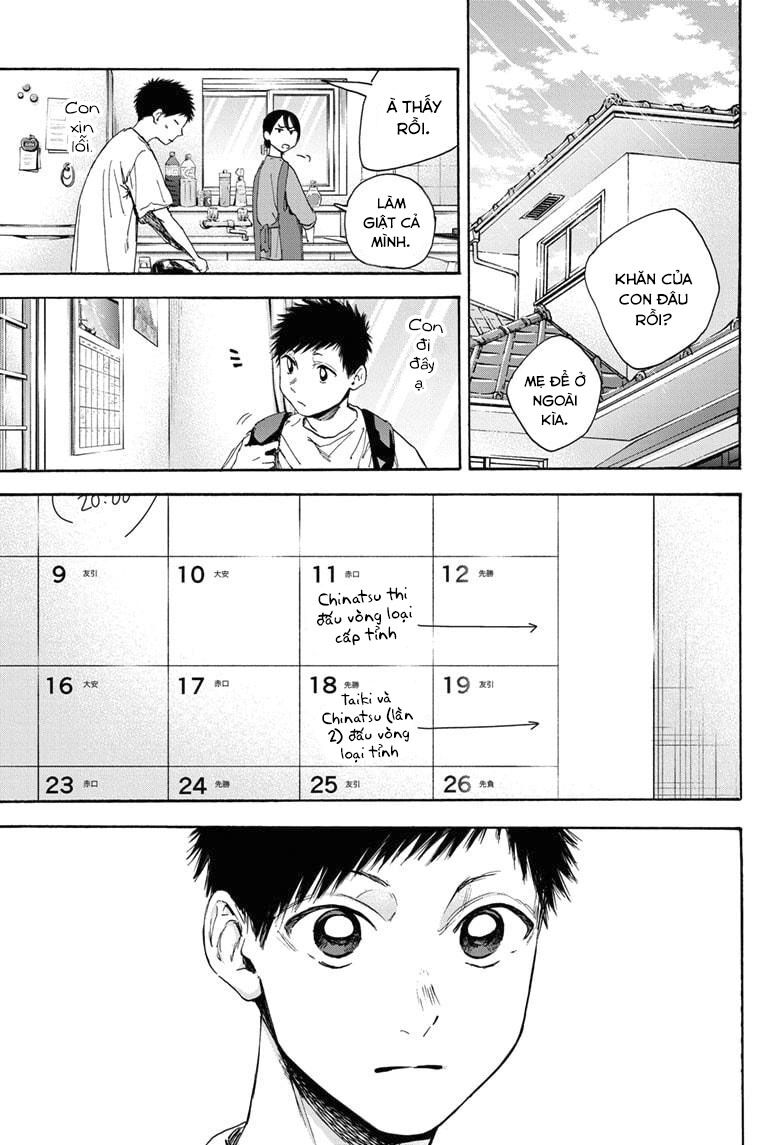 KHĂN CỦA
CON ĐÂU
RỒI?
MẸ ĐỂ Ở
NGOÀI
KÌA.
À THẤY
RỒI.
LÀM
GIẬT CẢ
MÌNH.
Con
xin
lỗi.
Con
đi
đây
ạ
20:00
9 友引
10 大安
11 赤口
12 先勝
Chinatsu thi
đấu vòng loại
cấp tỉnh
16 大安
17 赤口
18 先勝
19 友引
Taiki và
Chinatsu (lần
2) đấu vòng
loại tỉnh
23 赤口
24 先勝
25 友引
26 先負